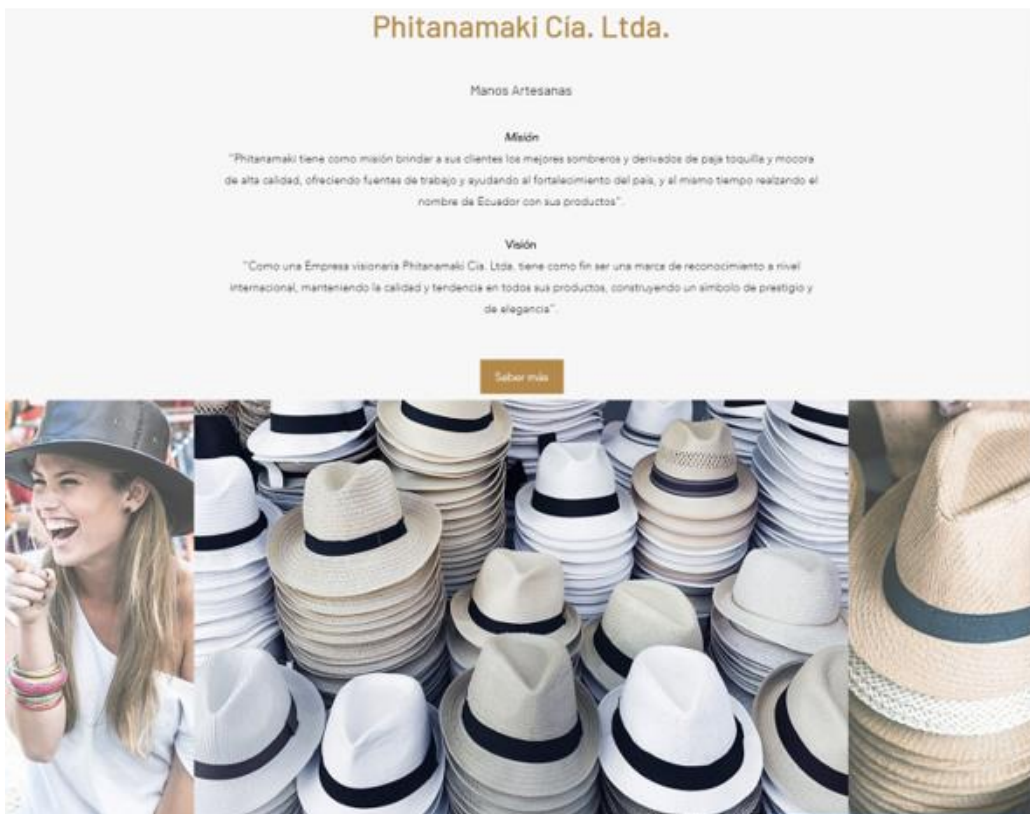 Phitanamaki Cía. Ltda.
Manos Artesanas
Misión
"Phitanamaki tiene como misión brindar a sus clientes los mejores sombreros y derivados de paja toquilla y mocora
de alta calidad, ofreciendo fuentes de trabajo y ayudando al fortalecimiento del país, y al mismo tiempo realzando el
nombre de Ecuador con sus productos".
Visión
"Como una Empresa visionaria Phitanamaki Cía. Ltda. tiene como fin ser una marca de reconocimiento a nivel
internacional, manteniendo la calidad y tendencia en todos sus productos, construyendo un símbolo de prestigio y
de elegancia".
Saber más